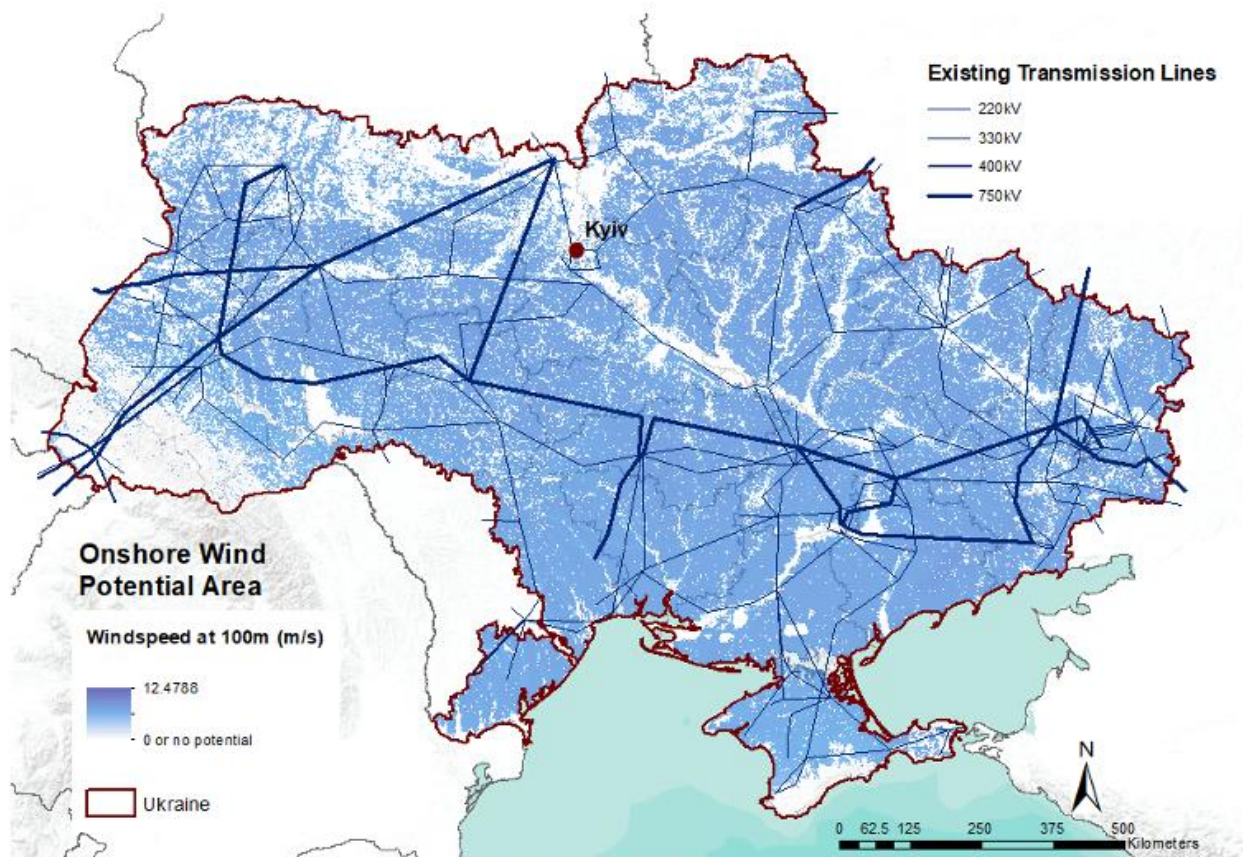 Existing Transmission Lines
220kV
330kV
400kV
750kV
Kyiv
Onshore Wind
Potential Area
Windspeed at 100m (m/s)
12.4788
0 or no potential
Ukraine
N
0 62.5 125 250 375 500
Kilometers